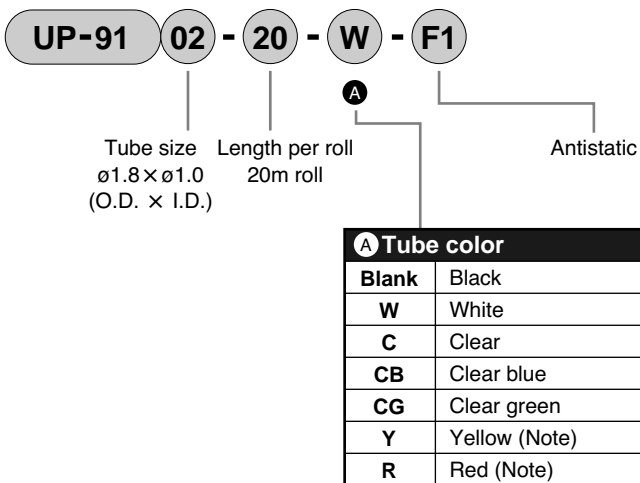 UP-91 02 - 20 - W - F1
A
Tube size
ø1.8×ø1.0
(O.D. × I.D.)
Length per roll
20m roll
Antistatic
A Tube color
Blank Black
W White
C Clear
CB Clear blue
CG Clear green
Y Yellow (Note)
R Red (Note)